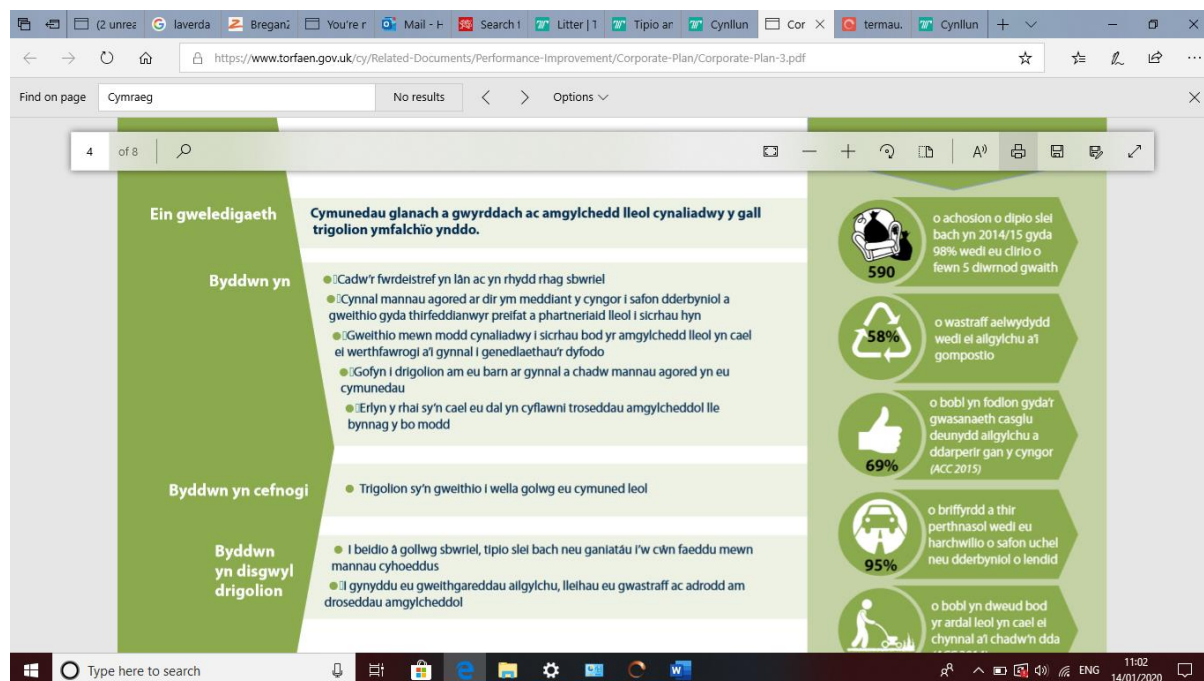 (2 unrea
laverda
Bregan2
You're r
Mail - H
Search t
Litter | T
Tipio ar
Cynllun
Cor
termau.
Cynllun
https://www.torfaen.gov.uk/cy/Related-Documents/Performance-Improvement/Corporate-Plan/Corporate-Plan-3.pdf
Find on page
Cymraeg
No results
Options
4 of 8
Ein gweledigaeth
Cymunedau glanach a gwyrddach ac amgylchedd lleol cynaliadwy y gall
trigolion ymfalchïo ynddo.
Byddwn yn
Cadw'r fwrdeistref yn lân ac yn rhydd rhag sbwriel
Cynnal mannau agored ar dir ym meddiant y cyngor i safon dderbyniol a
gweithio gyda thirfeddianwyr preifat a phartneriaid lleol i sicrhau hyn
Gweithio mewn modd cynaliadwy i sicrhau bod yr amgylchedd lleol yn cael
ei werthfawrogi a'i gynnal i genedlaethau'r dyfodo
Gofyn i drigolion am eu barn ar gynnal a chadw mannau agored yn eu
cymunedau
Erlyn y rhai sy'n cael eu dal yn cyflawni troseddau amgylcheddol lle
bynnag y bo modd
Byddwn yn cefnogi
Trigolion sy'n gweithio i wella golwg eu cymuned leol
Byddwn
yn disgwyl
drigolion
I beidio â gollwg sbwriel, tipio slei bach neu ganiatáu i'w cŵn faeddu mewn
mannau cyhoeddus
I gynyddu eu gweithgareddau ailgylchu, lleihau eu gwastraff ac adrodd am
droseddau amgylcheddol
590
o achosion o dipio slei
bach yn 2014/15 gyda
98% wedi eu clirio o
fewn 5 diwrnod gwaith
58%
o wastraff aelwydydd
wedi ei ailgylchu a'i
gompostio
69%
o bobl yn fodlon gyda'r
gwasanaeth casglu
deunydd ailgylchu a
ddarperir gan y cyngor
(ACC 2015)
95%
o briffyrdd a thir
perthnasol wedi eu
harchwilio o safon uchel
neu dderbyniol o lendid
o bobl yn dweud bod
yr ardal leol yn cael ei
chynnal a'i chadw'n dda
Type here to search
ENG
11:02
14/01/2020